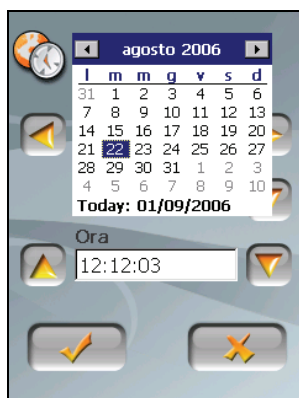 agosto 2006
l m m g v s d
31 1 2 3 4 5 6
7 8 9 10 11 12 13
14 15 16 17 18 19 20
21 22 23 24 25 26 27
28 29 30 31 1 2 3
4 5 6 7 8 9 10
Today: 01/09/2006
Ora
12:12:03